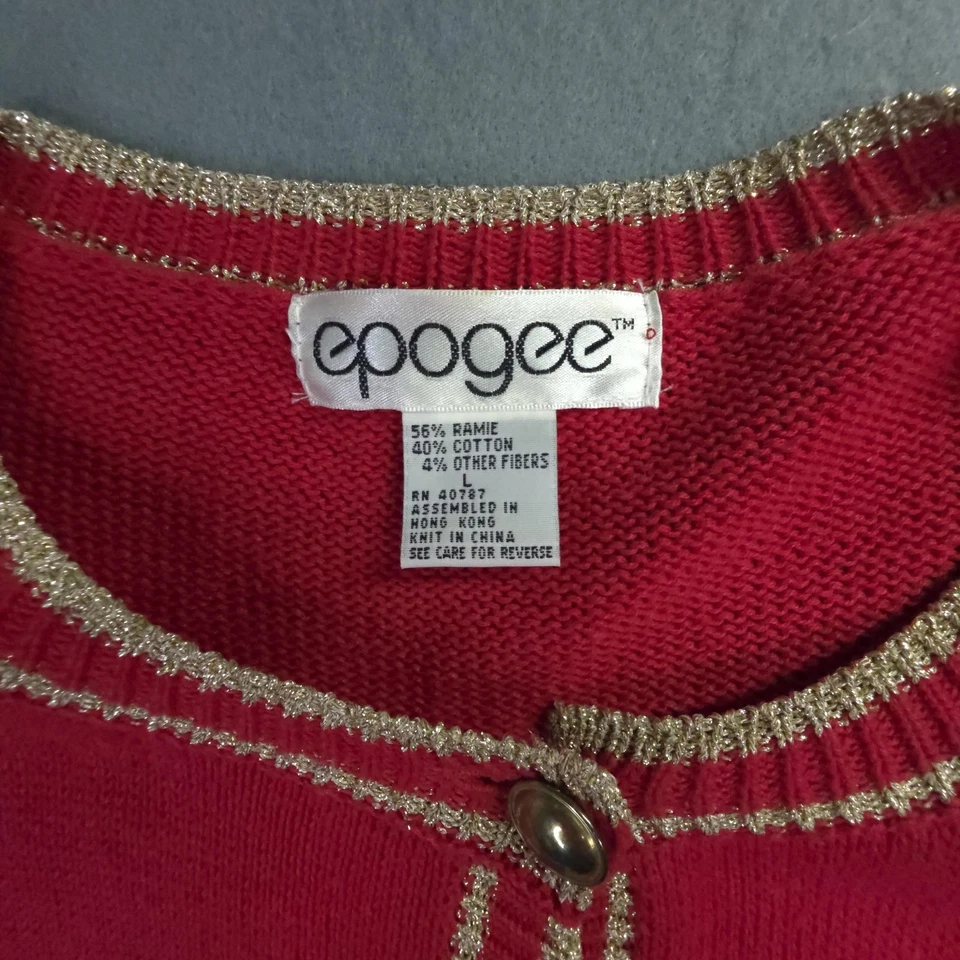 epogee™
56% RAMIE
40% COTTON
4% OTHER FIBERS
L
RN 40787
ASSEMBLED IN
HONG KONG
KNIT IN CHINA
SEE CARE FOR REVERSE